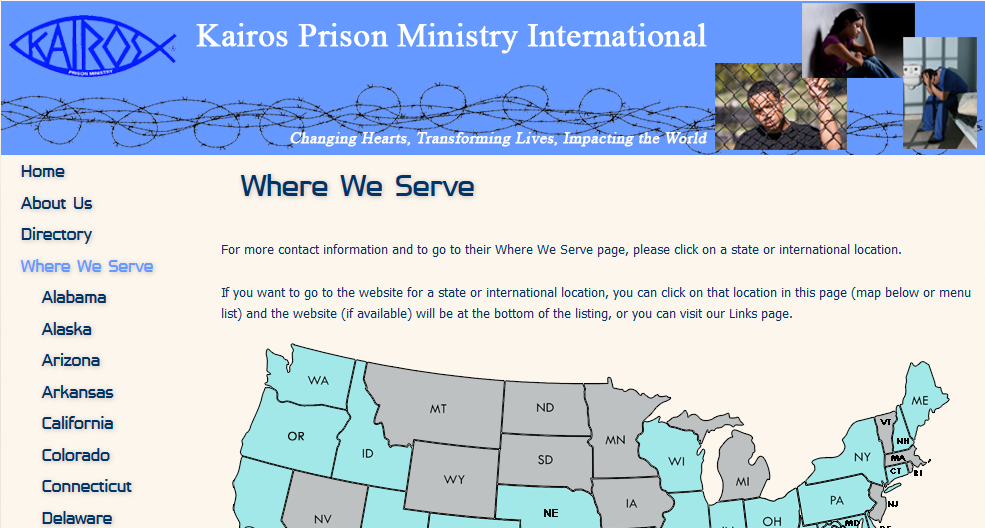 KAIROS
PRISON MINISTRY
Kairos Prison Ministry International
Changing Hearts, Transforming Lives, Impacting the World
Home
About Us
Directory
Where We Serve
Alabama
Alaska
Arizona
Arkansas
California
Colorado
Connecticut
Delaware
Where We Serve
For more contact information and to go to their Where We Serve page, please click on a state or international location.
If you want to go to the website for a state or international location, you can click on that location in this page (map below or menu
list) and the website (if available) will be at the bottom of the listing, or you can visit our Links page.
WA
MT
ND
MN
ME
VT
NH
OR
ID
WY
SD
WI
MI
NY
MA
CT
RI
NV
NE
IA
OH
PA
NJ
MD